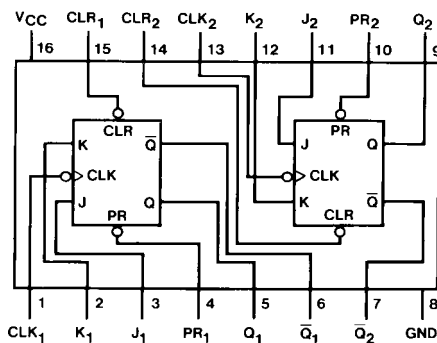 VCC CLR1 CLR2 CLK2 K2 J2 PR2 Q2
16 15 14 13 12 11 10 9
CLR PR
K Q̅ J Q
CLK CLK
J Q K Q̅
PR CLR
1 2 3 4 5 6 7 8
CLK1 K1 J1 PR1 Q1 Q̅1 Q̅2 GND